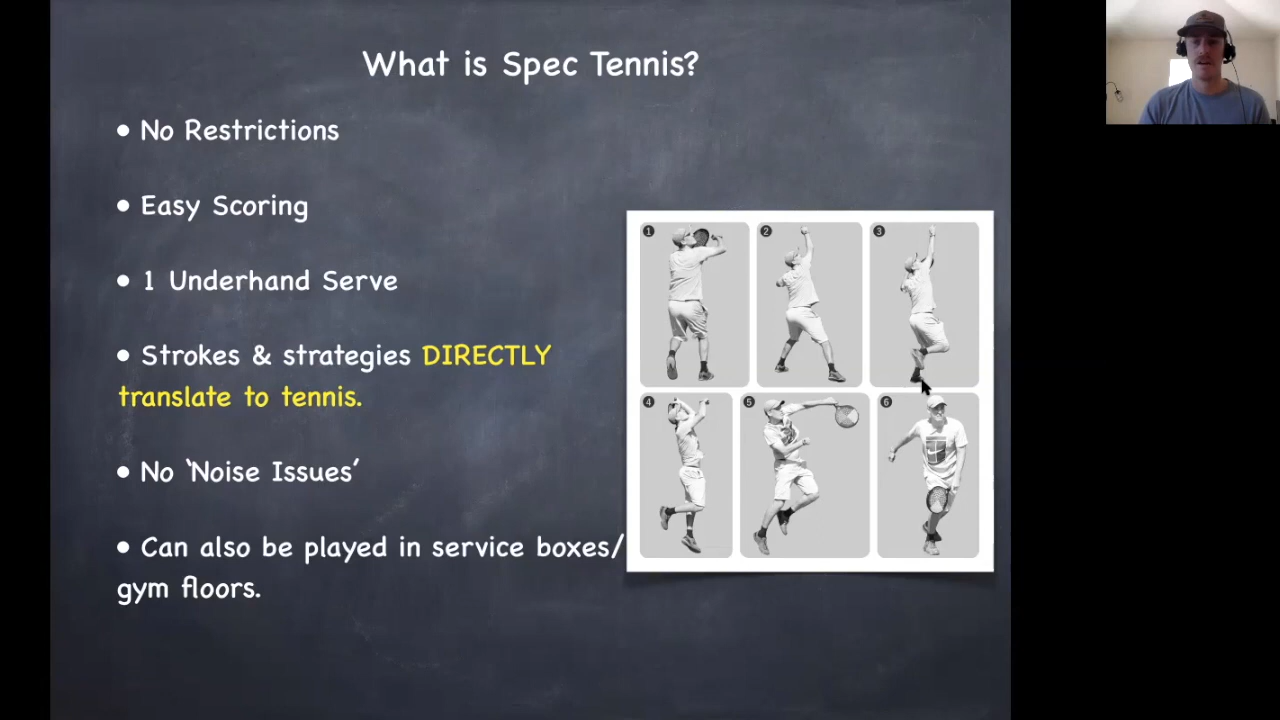 What is Spec Tennis?
• No Restrictions
• Easy Scoring
• 1 Underhand Serve
• Strokes & strategies DIRECTLY
translate to tennis.
• No ‘Noise Issues’
• Can also be played in service boxes/
gym floors.
1
2
3
4
5
6